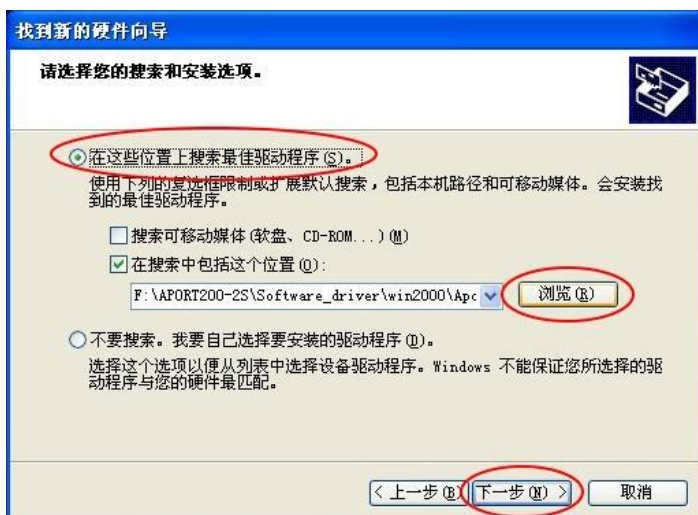 找到新的硬件向导
请选择您的搜索和安装选项。
在这些位置上搜索最佳驱动程序(S)。
使用下列的复选框限制或扩展默认搜索，包括本机路径和可移动媒体。会安装找
到的最佳驱动程序。
搜索可移动媒体(软盘、CD-ROM...)(M)
在搜索中包括这个位置(O):
F:\APORT200-2S\Software_driver\win2000\Apc
浏览(R)
不要搜索。我要自己选择要安装的驱动程序(D)。
选择这个选项以便从列表中选择设备驱动程序。Windows 不能保证您所选择的驱
动程序与您的硬件最匹配。
< 上一步(B) 下一步(N) > 取消